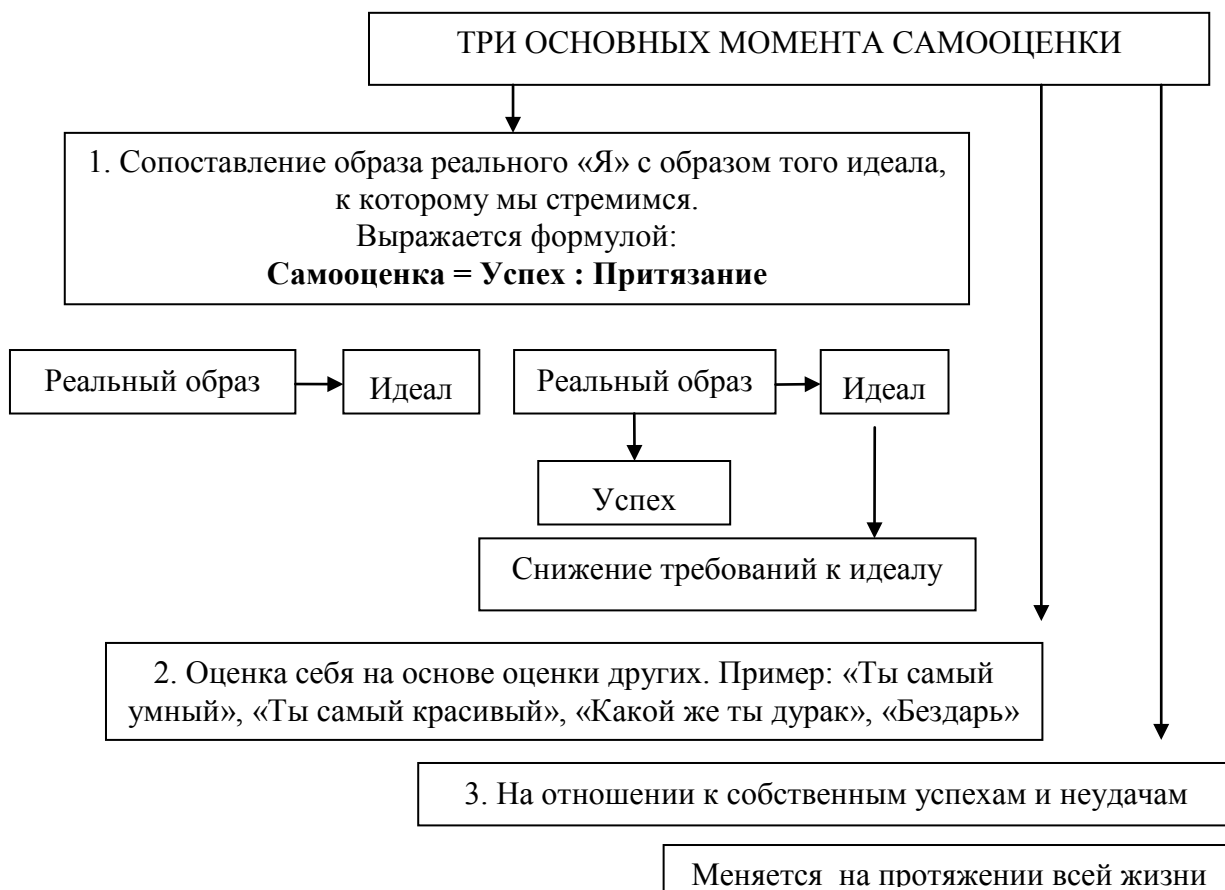 ТРИ ОСНОВНЫХ МОМЕНТА САМООЦЕНКИ
1. Сопоставление образа реального «Я» с образом того идеала,
к которому мы стремимся.
Выражается формулой:
Самооценка = Успех : Притязание
Реальный образ
Идеал
Реальный образ
Идеал
Успех
Снижение требований к идеалу
2. Оценка себя на основе оценки других. Пример: «Ты самый
умный», «Ты самый красивый», «Какой же ты дурак», «Бездарь»
3. На отношении к собственным успехам и неудачам
Меняется на протяжении всей жизни